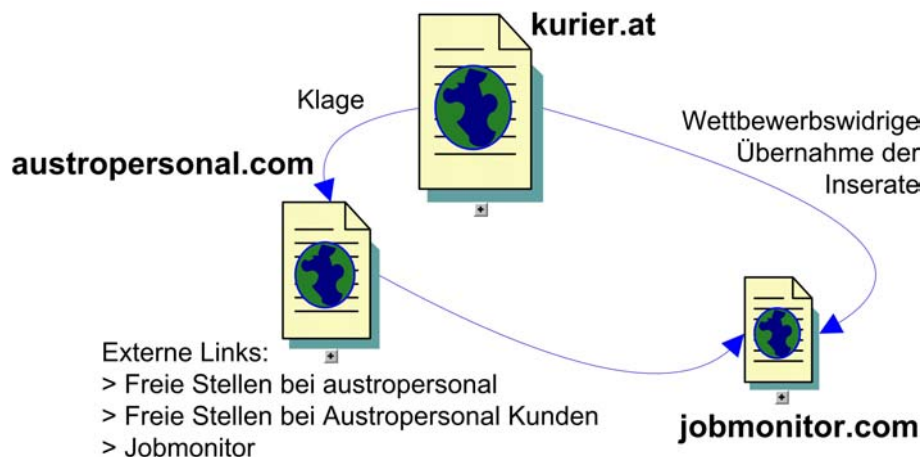 kurier.at
Klage
Wettbewerbswidrige
Übernahme der
Inserate
austropersonal.com
Externe Links:
> Freie Stellen bei austropersonal
> Freie Stellen bei Austropersonal Kunden
> Jobmonitor
jobmonitor.com